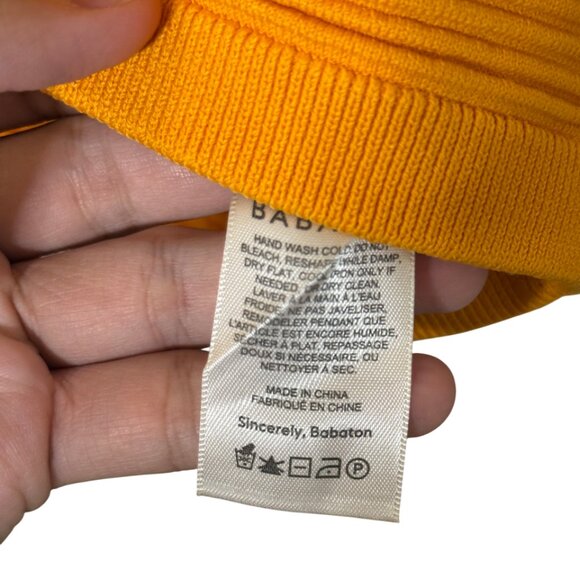 BABA
HAND WASH COLD. DO NOT
BLEACH, RESHAPE WHILE DAMP,
DRY FLAT, COOL IRON ONLY IF
NEEDED, OR DRY CLEAN.
LAVER À LA MAIN À L'EAU
FROIDE, NE PAS JAVELISER,
REMODELER PENDANT QUE
L'ARTICLE EST ENCORE HUMIDE,
SÉCHER À PLAT, REPASSAGE
DOUX SI NÉCESSAIRE, OU
NETTOYER À SEC.
MADE IN CHINA
FABRIQUÉ EN CHINE
Sincerely, Babaton
P